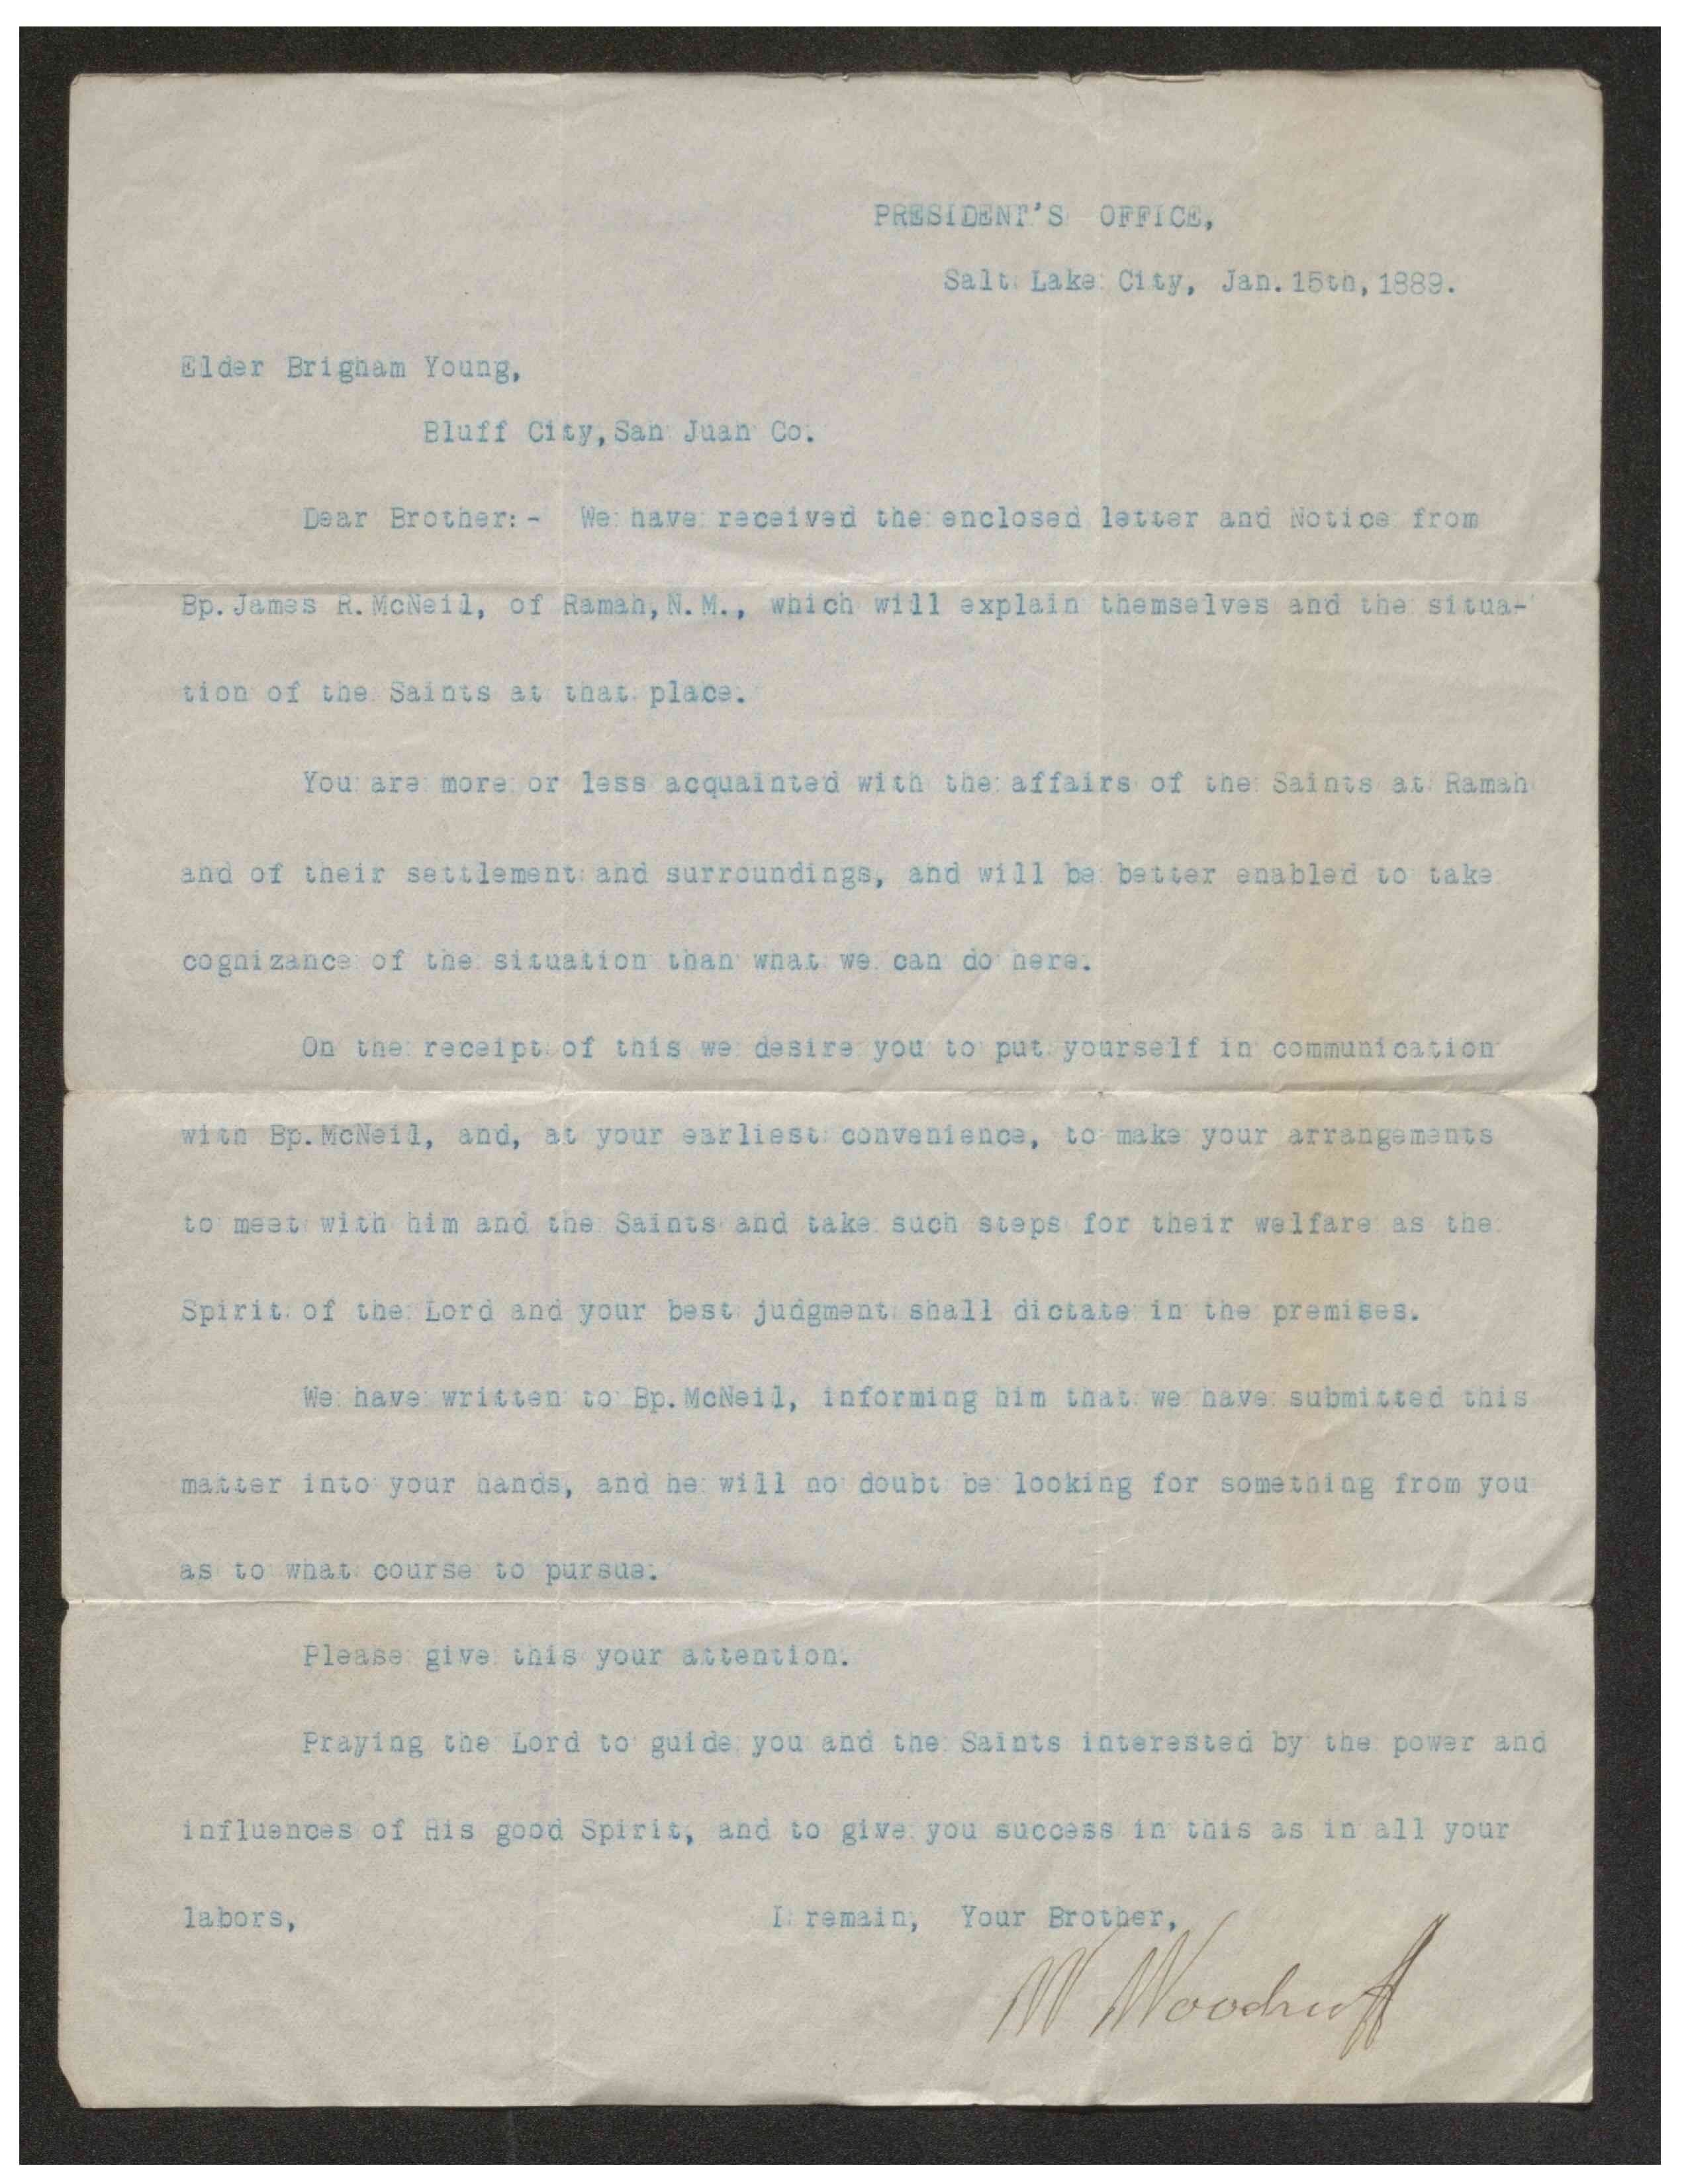 PRESIDENT'S OFFICE,
Salt Lake City, Jan. 15th, 1889.
Elder Brigham Young,
Bluff City, San Juan Co.
Dear Brother:- We have received the enclosed letter and Notice from
Bp. James R. McNeil, of Ramah, N. M., which will explain themselves and the situa-
tion of the Saints at that place.
You are more or less acquainted with the affairs of the Saints at Ramah
and of their settlement and surroundings, and will be better enabled to take
cognizance of the situation than what we can do here.
On the receipt of this we desire you to put yourself in communication
with Bp. McNeil, and, at your earliest convenience, to make your arrangements
to meet with him and the Saints and take such steps for their welfare as the
Spirit of the Lord and your best judgment shall dictate in the premises.
We have written to Bp. McNeil, informing him that we have submitted this
matter into your hands, and he will no doubt be looking for something from you
as to what course to pursue.
Please give this your attention.
Praying the Lord to guide you and the Saints interested by the power and
influences of His good Spirit, and to give you success in this as in all your
labors, I remain, Your Brother,
W Woodruff